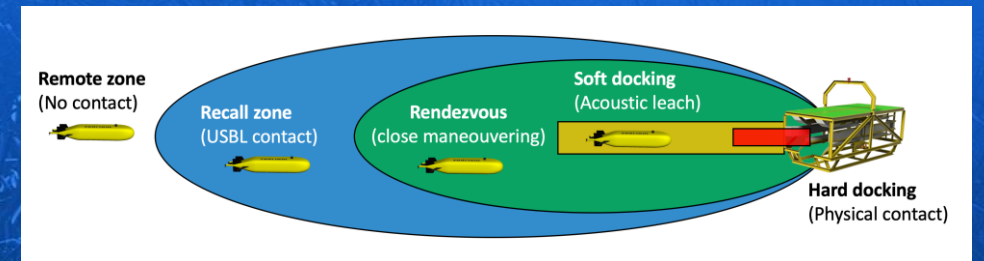 Remote zone
(No contact)
Recall zone
(USBL contact)
Rendezvous
(close maneouvering)
Soft docking
(Acoustic leach)
Hard docking
(Physical contact)